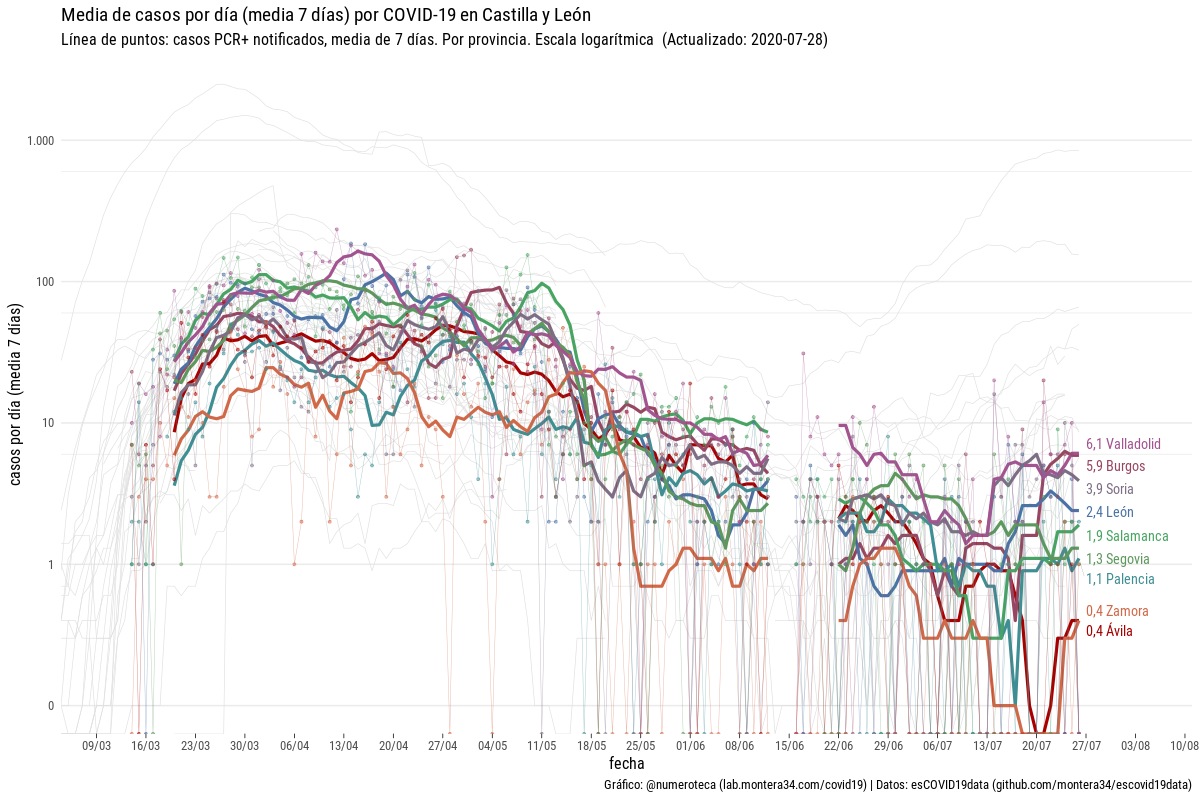 Media de casos por día (media 7 días) por COVID-19 en Castilla y León
Línea de puntos: casos PCR+ notificados, media de 7 días. Por provincia. Escala logarítmica (Actualizado: 2020-07-28)
casos por día (media 7 días)
1.000
100
10
1
0
6,1 Valladolid
5,9 Burgos
3,9 Soria
2,4 León
1,9 Salamanca
1,3 Segovia
1,1 Palencia
0,4 Zamora
0,4 Ávila
09/03 16/03 23/03 30/03 06/04 13/04 20/04 27/04 04/05 11/05 18/05 25/05 01/06 08/06 15/06 22/06 29/06 06/07 13/07 20/07 27/07 03/08 10/08
fecha
Gráfico: @numeroteca (lab.montera34.com/covid19) | Datos: esCOVID19data (github.com/montera34/escovid19data)